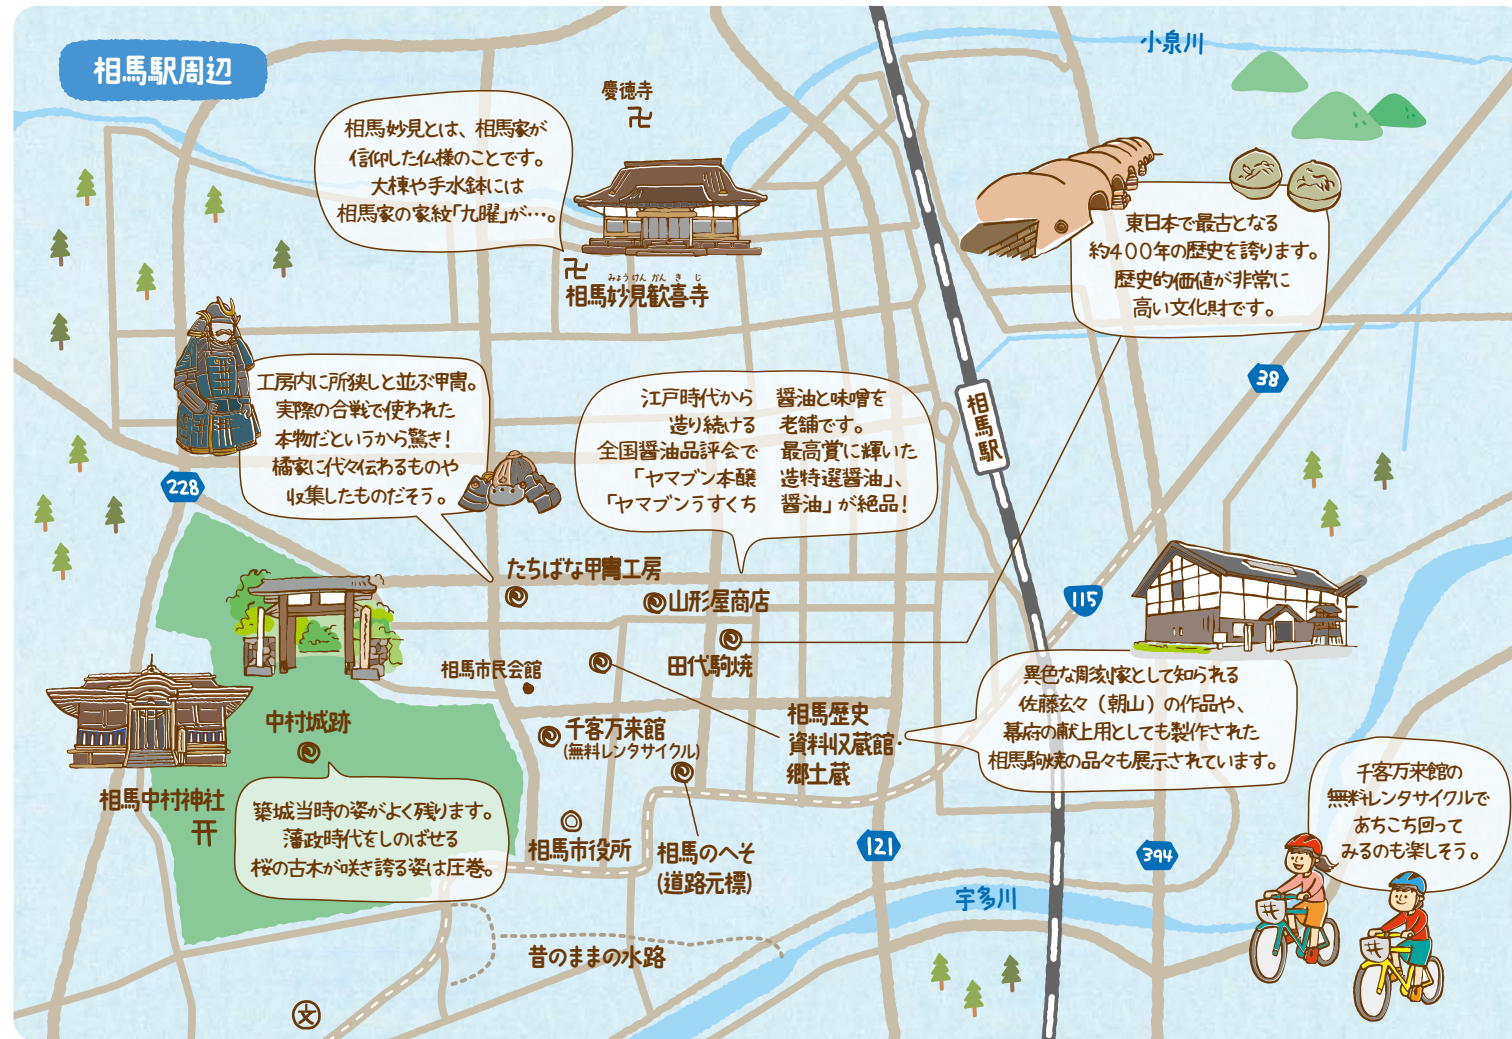 相馬駅周辺
小泉川
慶徳寺
相馬妙見とは、相馬家が
信仰した仏様のことです。
大棟や手水鉢には
相馬家の家紋「九曜」が…。
みょうけんかんきじ
相馬妙見歓喜寺
東日本で最古となる
約400年の歴史を誇ります。
歴史的価値が非常に
高い文化財です。
38
相馬駅
工房内に所狭しと並ぶ甲冑。
実際の合戦で使われた
本物だというから驚き!
橘家に代々伝わるものや
収集したものだそう。
228
江戸時代から 醤油と味噌を
造り続ける 老舗です。
全国醤油品評会で 最高賞に輝いた
「ヤマブン本醸 造特選醤油」、
「ヤマブンうすくち 醤油」が絶品!
たちばな甲冑工房
山形屋商店
115
田代駒焼
相馬市民会館
異色な彫刻家として知られる
佐藤玄々(朝山)の作品や、
幕府の献上用としても製作された
相馬駒焼の品々も展示されています。
相馬歴史
資料収蔵館・
郷土蔵
中村城跡
千客万来館
(無料レンタサイクル)
相馬中村神社
築城当時の姿がよく残ります。
藩政時代をしのばせる
桜の古木が咲き誇る姿は圧巻。
相馬市役所
相馬のへそ
(道路元標)
121
394
千客万来館の
無料レンタサイクルで
あちこち回って
みるのも楽しそう。
宇多川
昔のままの水路
文